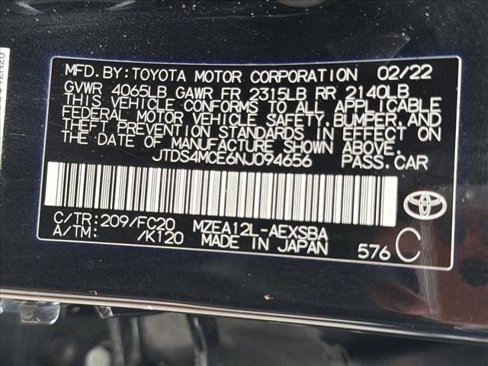 MFD.BY:TOYOTA MOTOR CORPORATION 02/22
GVWR 4065LB GAWR FR 2315LB RR 2140LB
THIS VEHICLE CONFORMS TO ALL APPLICABLE
FEDERAL MOTOR VEHICLE SAFETY, BUMPER, AND
THEFT PREVENTION STANDARDS IN EFFECT ON
THE DATE OF MANUFACTURE SHOWN ABOVE.
JTDS4MCE6NJ094656 PASS.CAR
C/TR:209/FC20 MZEA12L-AEXSBA
A/TM: /K120 MADE IN JAPAN 576 C
TOYOTA